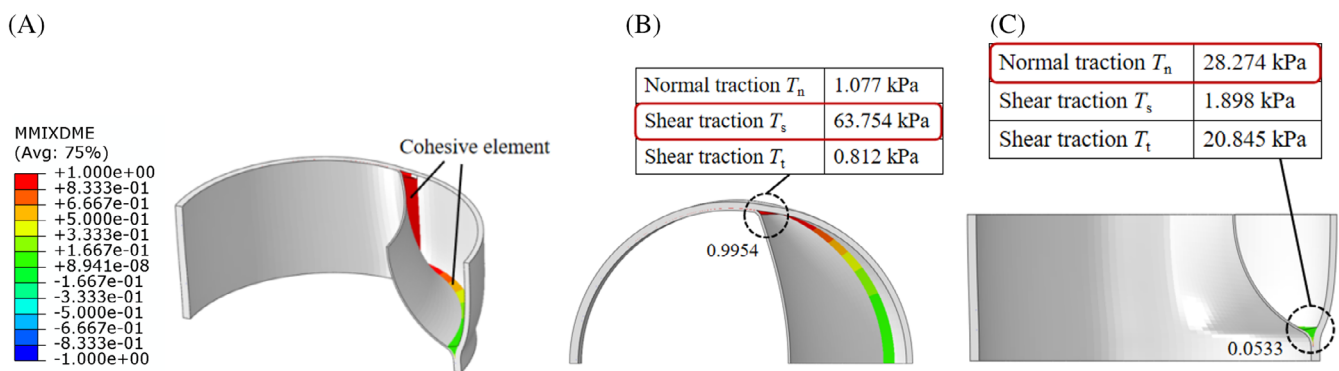 (A)
MMIXDME
(Avg: 75%)
+1.000e+00
+8.333e-01
+6.667e-01
+5.000e-01
+3.333e-01
+1.667e-01
+8.941e-08
-1.667e-01
-3.333e-01
-5.000e-01
-6.667e-01
-8.333e-01
-1.000e+00
Cohesive element
(B)
Normal traction Tn 1.077 kPa
Shear traction Ts 63.754 kPa
Shear traction Tt 0.812 kPa
0.9954
(C)
Normal traction Tn 28.274 kPa
Shear traction Ts 1.898 kPa
Shear traction Tt 20.845 kPa
0.0533